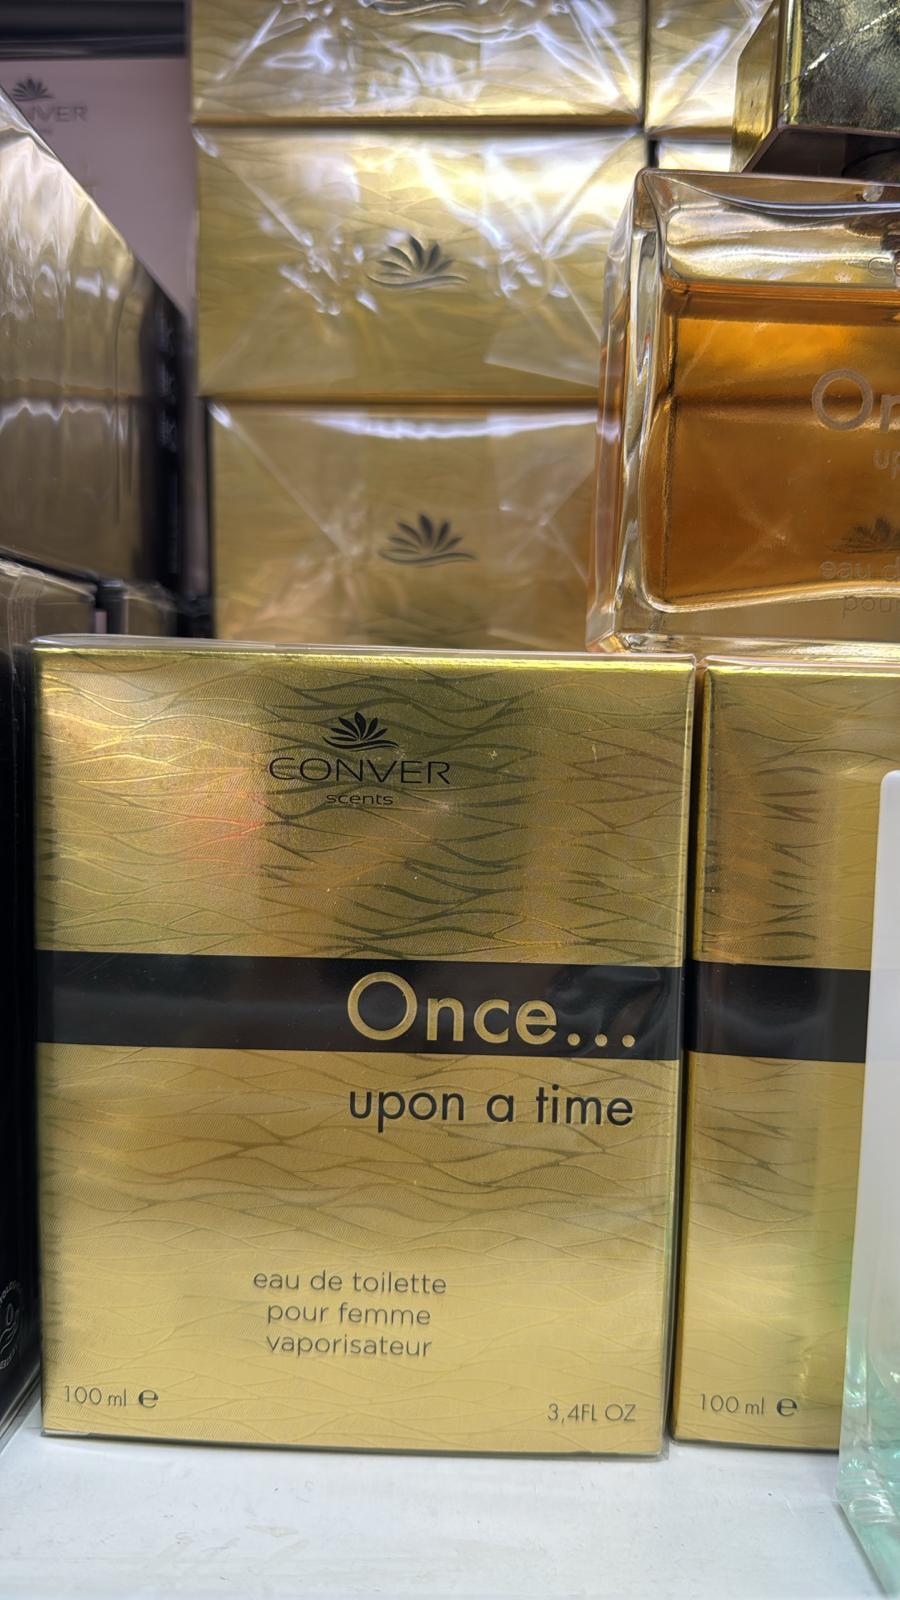 CONVER
scents
Once...
upon a time
eau de toilette
pour femme
vaporisateur
100 ml e
3,4FL OZ
100 ml e